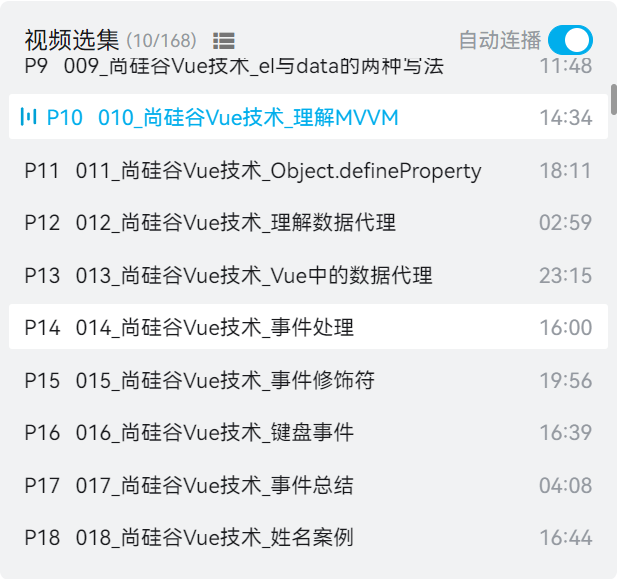 视频选集 (10/168) 自动连播
P9 009_尚硅谷Vue技术_el与data的两种写法 11:48
P10 010_尚硅谷Vue技术_理解MVVM 14:34
P11 011_尚硅谷Vue技术_Object.defineProperty 18:11
P12 012_尚硅谷Vue技术_理解数据代理 02:59
P13 013_尚硅谷Vue技术_Vue中的数据代理 23:15
P14 014_尚硅谷Vue技术_事件处理 16:00
P15 015_尚硅谷Vue技术_事件修饰符 19:56
P16 016_尚硅谷Vue技术_键盘事件 16:39
P17 017_尚硅谷Vue技术_事件总结 04:08
P18 018_尚硅谷Vue技术_姓名案例 16:44